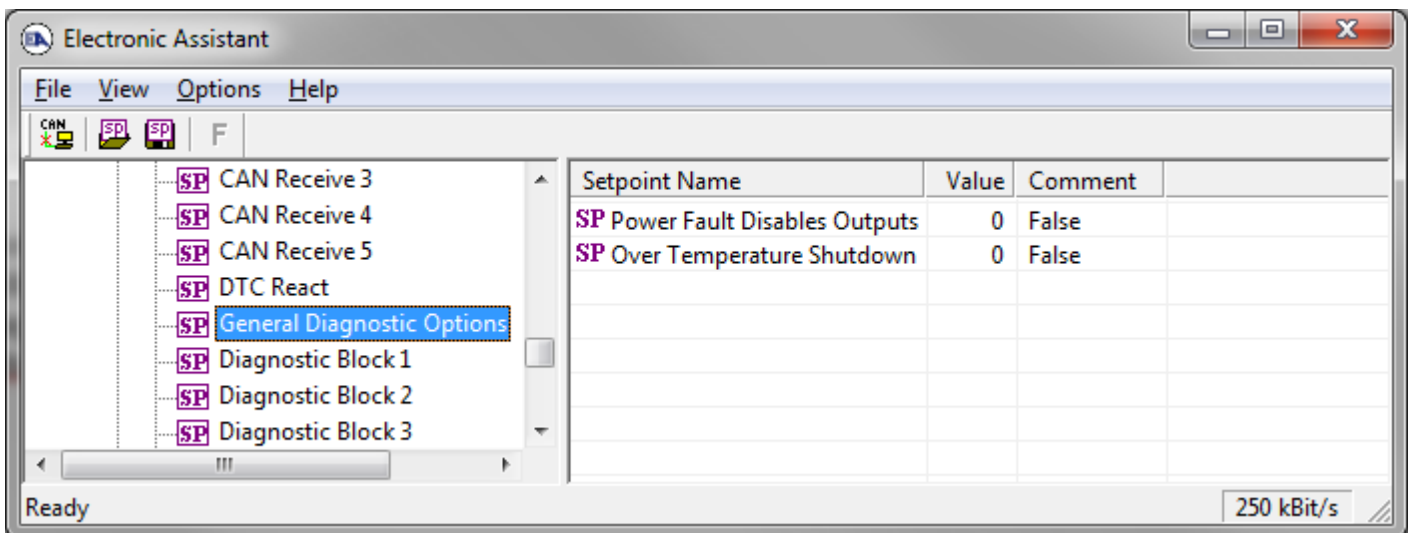 EA Electronic Assistant
File View Options Help
CAN SP SP F
SP CAN Receive 3
SP CAN Receive 4
SP CAN Receive 5
SP DTC React
SP General Diagnostic Options
SP Diagnostic Block 1
SP Diagnostic Block 2
SP Diagnostic Block 3
Setpoint Name Value Comment
SP Power Fault Disables Outputs 0 False
SP Over Temperature Shutdown 0 False
Ready 250 kBit/s